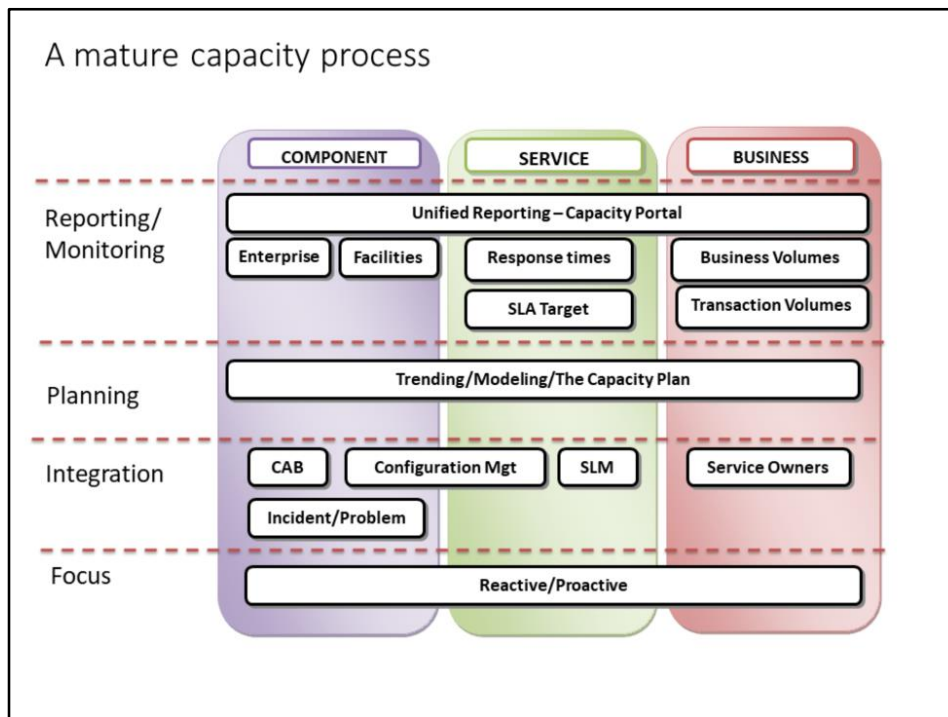 A mature capacity process
COMPONENT
SERVICE
BUSINESS
Reporting/
Monitoring
Unified Reporting – Capacity Portal
Enterprise
Facilities
Response times
Business Volumes
SLA Target
Transaction Volumes
Planning
Trending/Modeling/The Capacity Plan
Integration
CAB
Configuration Mgt
SLM
Service Owners
Incident/Problem
Focus
Reactive/Proactive